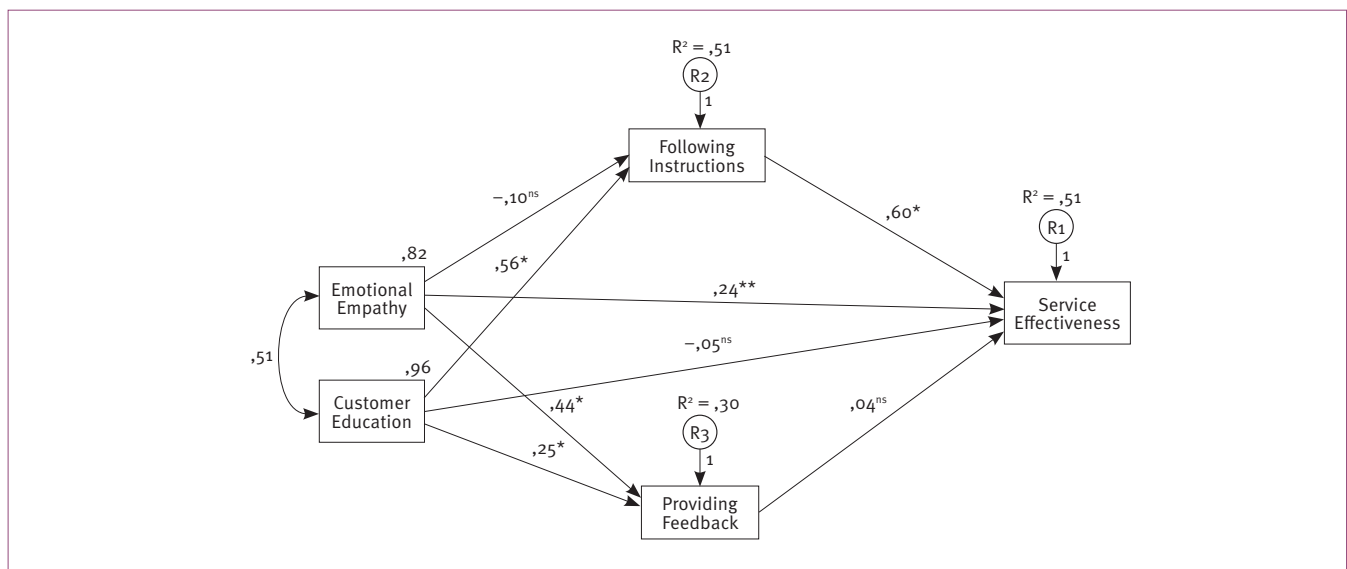 R² = ,51
R2
1
Following
Instructions
–,10ⁿˢ
,60*
R² = ,51
R1
1
,82
,56*
Emotional
Empathy
,24**
Service
Effectiveness
,51
–,05ⁿˢ
,96
Customer
Education
,44*
R² = ,30
,04ⁿˢ
,25*
R3
1
Providing
Feedback